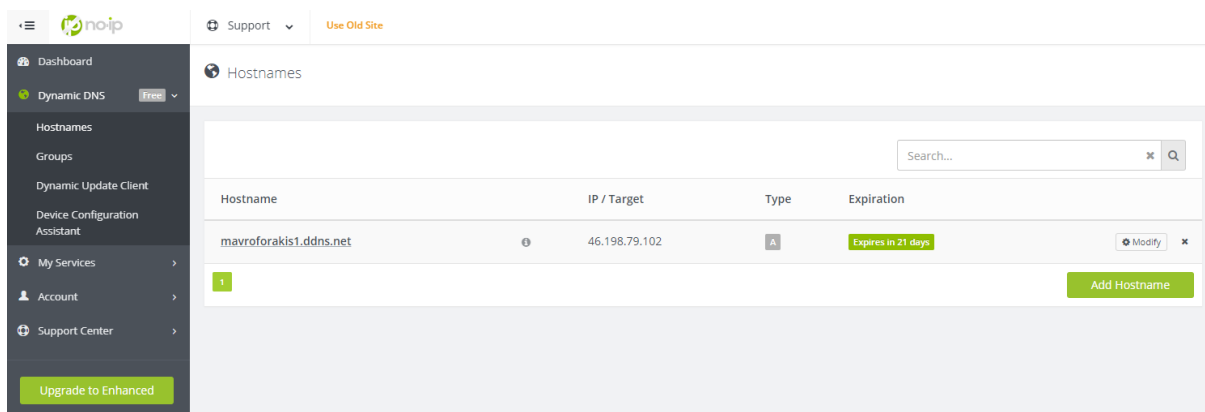 no-ip
Support
Use Old Site
Dashboard
Hostnames
Dynamic DNS Free
Hostnames
Groups
Dynamic Update Client
Device Configuration
Assistant
My Services
Account
Support Center
Upgrade to Enhanced
Search...
Hostname IP / Target Type Expiration
mavroforakis1.ddns.net 46.198.79.102 A Expires in 21 days Modify
1
Add Hostname